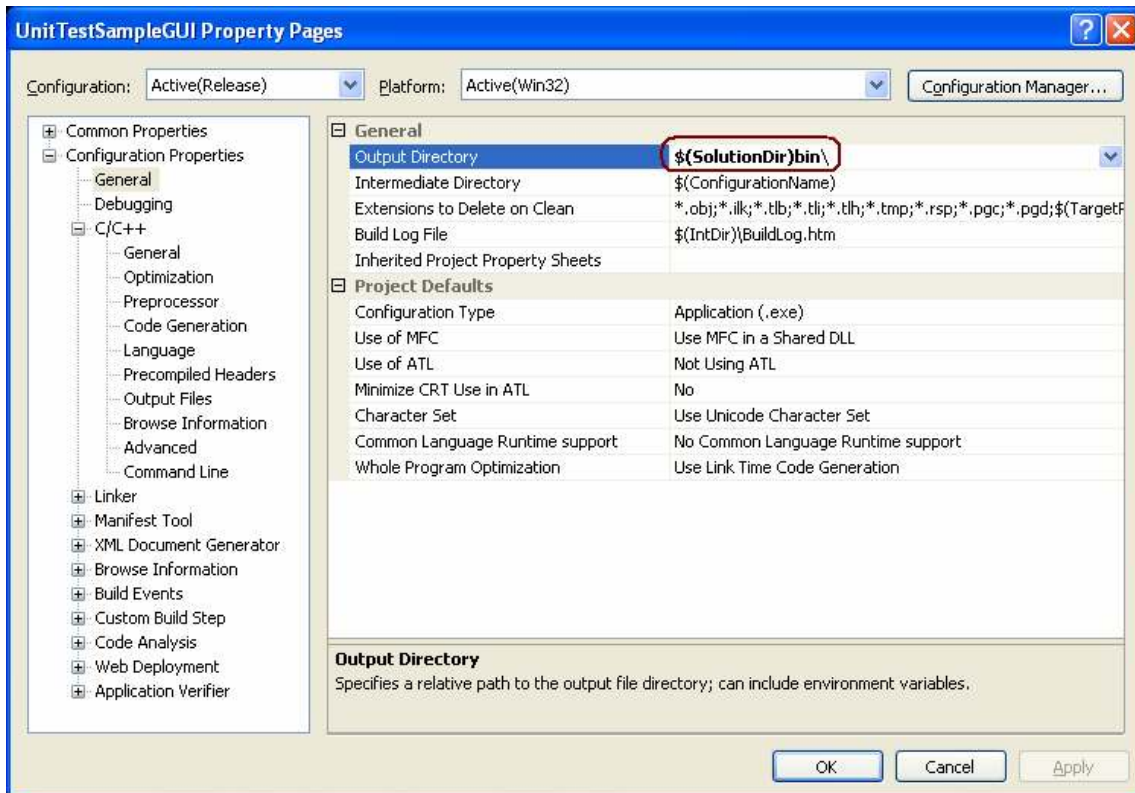 UnitTestSampleGUI Property Pages
Configuration: Active(Release) Platform: Active(Win32) Configuration Manager...
Common Properties
Configuration Properties
General
Debugging
C/C++
General
Optimization
Preprocessor
Code Generation
Language
Precompiled Headers
Output Files
Browse Information
Advanced
Command Line
Linker
Manifest Tool
XML Document Generator
Browse Information
Build Events
Custom Build Step
Code Analysis
Web Deployment
Application Verifier
General
Output Directory $(SolutionDir)bin\
Intermediate Directory $(ConfigurationName)
Extensions to Delete on Clean *.obj;*.ilk;*.tlb;*.tli;*.tlh;*.tmp;*.rsp;*.pgc;*.pgd;$(TargetP
Build Log File $(IntDir)\BuildLog.htm
Inherited Project Property Sheets
Project Defaults
Configuration Type Application (.exe)
Use of MFC Use MFC in a Shared DLL
Use of ATL Not Using ATL
Minimize CRT Use in ATL No
Character Set Use Unicode Character Set
Common Language Runtime support No Common Language Runtime support
Whole Program Optimization Use Link Time Code Generation
Output Directory
Specifies a relative path to the output file directory; can include environment variables.
OK Cancel Apply